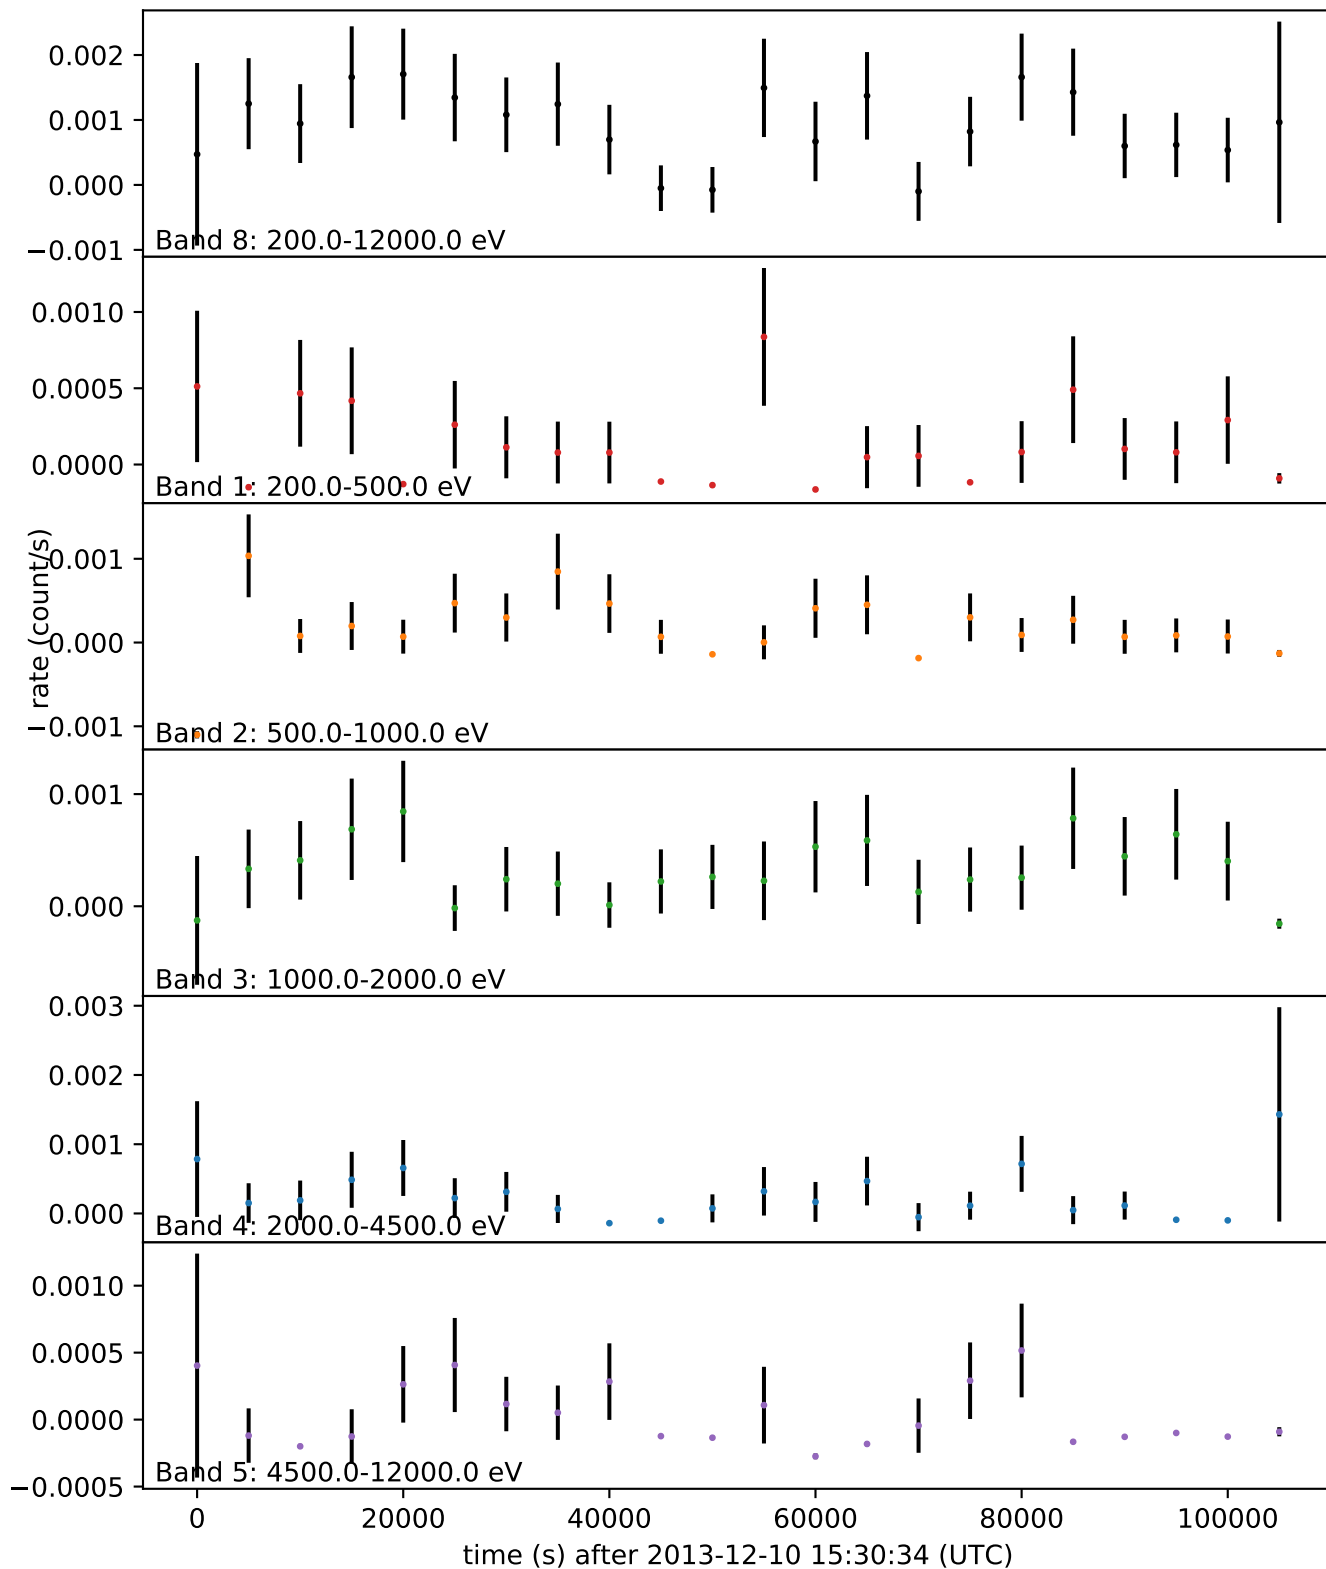 0.002
0.001
0.000
−0.001
Band 8: 200.0-12000.0 eV
0.0010
0.0005
0.0000
Band 1: 200.0-500.0 eV
rate (count/s)
0.001
0.000
−0.001
Band 2: 500.0-1000.0 eV
0.001
0.000
Band 3: 1000.0-2000.0 eV
0.003
0.002
0.001
0.000
Band 4: 2000.0-4500.0 eV
0.0010
0.0005
0.0000
−0.0005
Band 5: 4500.0-12000.0 eV
0 20000 40000 60000 80000 100000
time (s) after 2013-12-10 15:30:34 (UTC)